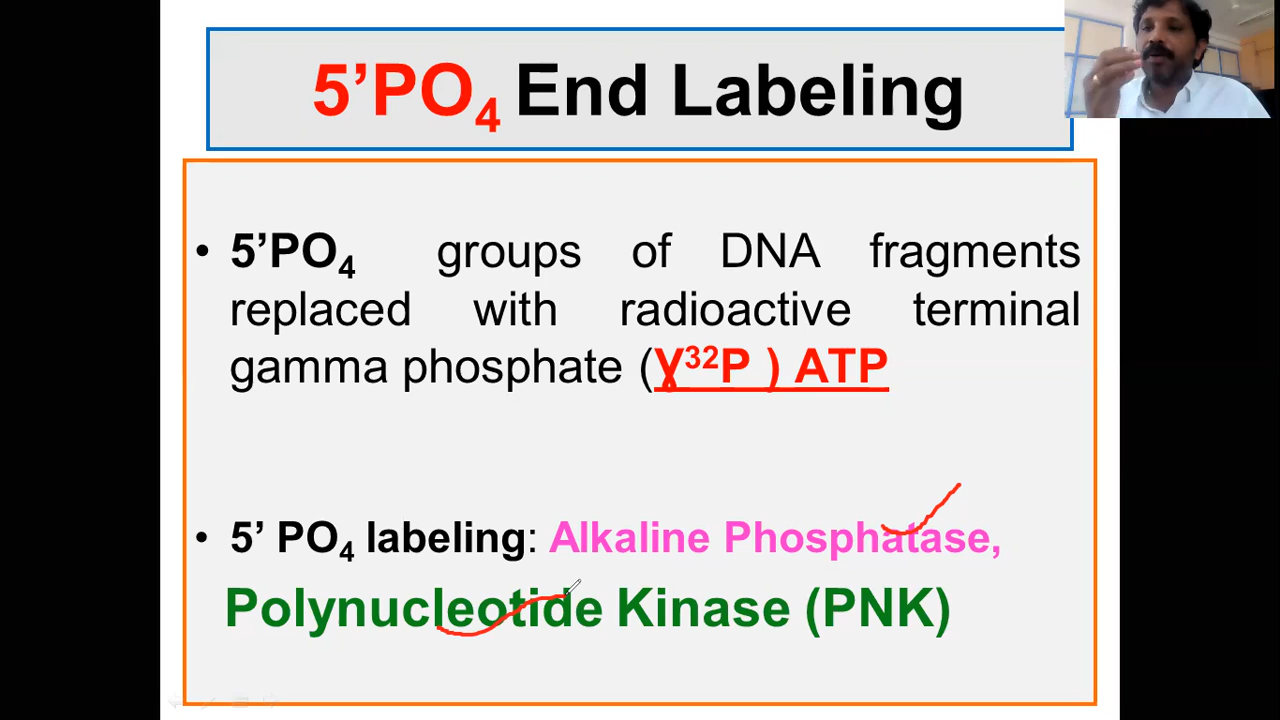 5’PO₄ End Labeling
• 5’PO₄ groups of DNA fragments
replaced with radioactive terminal
gamma phosphate (Ɣ³²P ) ATP
• 5’ PO₄ labeling: Alkaline Phosphatase,
Polynucleotide Kinase (PNK)